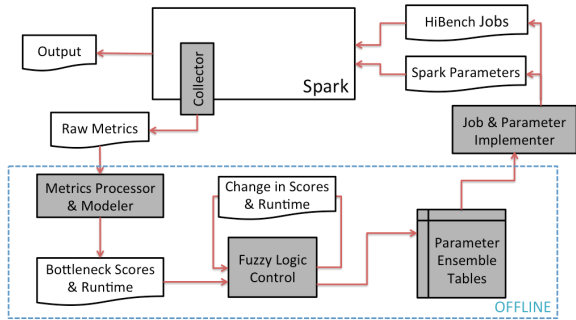 HiBench Jobs
Output
Collector
Spark
Spark Parameters
Raw Metrics
Job & Parameter
Implementer
Metrics Processor
& Modeler
Change in Scores
& Runtime
Bottleneck Scores
& Runtime
Fuzzy Logic
Control
Parameter
Ensemble
Tables
OFFLINE